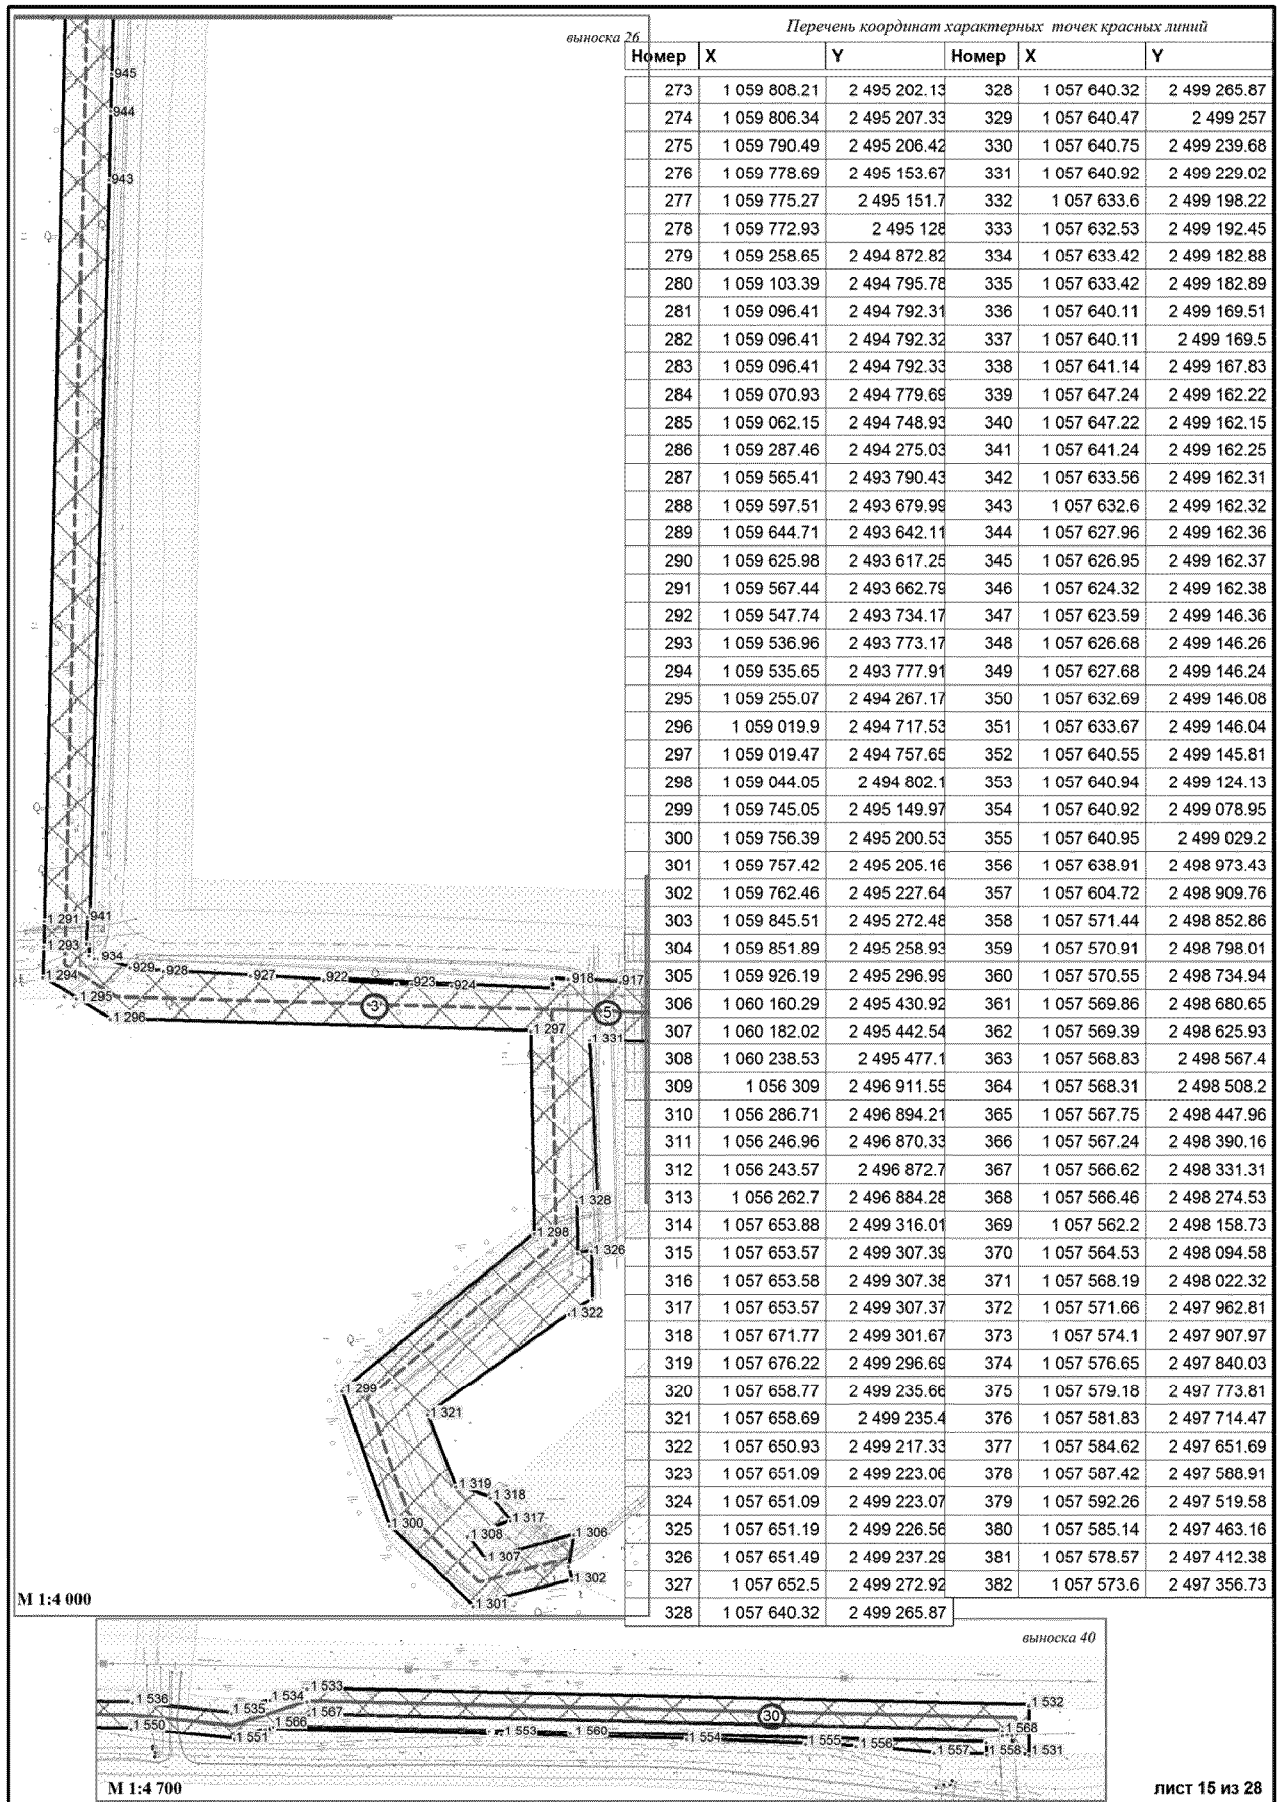 Перечень координат характерных точек красных линий
выноска 26
Номер X Y Номер X Y
273 1 059 808.21 2 495 202.13 328 1 057 640.32 2 499 265.87
274 1 059 806.34 2 495 207.33 329 1 057 640.47 2 499 257
275 1 059 790.49 2 495 206.42 330 1 057 640.75 2 499 239.68
276 1 059 778.69 2 495 153.67 331 1 057 640.92 2 499 229.02
277 1 059 775.27 2 495 151.7 332 1 057 633.6 2 499 198.22
278 1 059 772.93 2 495 128 333 1 057 632.53 2 499 192.45
279 1 059 258.65 2 494 872.82 334 1 057 633.42 2 499 182.88
280 1 059 103.39 2 494 795.78 335 1 057 633.42 2 499 182.89
281 1 059 096.41 2 494 792.31 336 1 057 640.11 2 499 169.51
282 1 059 096.41 2 494 792.32 337 1 057 640.11 2 499 169.5
283 1 059 096.41 2 494 792.33 338 1 057 641.14 2 499 167.83
284 1 059 070.93 2 494 779.69 339 1 057 647.24 2 499 162.22
285 1 059 062.15 2 494 748.93 340 1 057 647.22 2 499 162.15
286 1 059 287.46 2 494 275.03 341 1 057 641.24 2 499 162.25
287 1 059 565.41 2 493 790.43 342 1 057 633.56 2 499 162.31
288 1 059 597.51 2 493 679.99 343 1 057 632.6 2 499 162.32
289 1 059 644.71 2 493 642.11 344 1 057 627.96 2 499 162.36
290 1 059 625.98 2 493 617.25 345 1 057 626.95 2 499 162.37
291 1 059 567.44 2 493 662.79 346 1 057 624.32 2 499 162.38
292 1 059 547.74 2 493 734.17 347 1 057 623.59 2 499 146.36
293 1 059 536.96 2 493 773.17 348 1 057 626.68 2 499 146.26
294 1 059 535.65 2 493 777.91 349 1 057 627.68 2 499 146.24
295 1 059 255.07 2 494 267.17 350 1 057 632.69 2 499 146.08
296 1 059 019.9 2 494 717.53 351 1 057 633.67 2 499 146.04
297 1 059 019.47 2 494 757.65 352 1 057 640.55 2 499 145.81
298 1 059 044.05 2 494 802.1 353 1 057 640.94 2 499 124.13
299 1 059 745.05 2 495 149.97 354 1 057 640.92 2 499 078.95
300 1 059 756.39 2 495 200.53 355 1 057 640.95 2 499 029.2
301 1 059 757.42 2 495 205.16 356 1 057 638.91 2 498 973.43
302 1 059 762.46 2 495 227.64 357 1 057 604.72 2 498 909.76
303 1 059 845.51 2 495 272.48 358 1 057 571.44 2 498 852.86
304 1 059 851.89 2 495 258.93 359 1 057 570.91 2 498 798.01
305 1 059 926.19 2 495 296.99 360 1 057 570.55 2 498 734.94
306 1 060 160.29 2 495 430.92 361 1 057 569.86 2 498 680.65
307 1 060 182.02 2 495 442.54 362 1 057 569.39 2 498 625.93
308 1 060 238.53 2 495 477.1 363 1 057 568.83 2 498 567.4
309 1 056 309 2 496 911.55 364 1 057 568.31 2 498 508.2
310 1 056 286.71 2 496 894.21 365 1 057 567.75 2 498 447.96
311 1 056 246.96 2 496 870.33 366 1 057 567.24 2 498 390.16
312 1 056 243.57 2 496 872.7 367 1 057 566.62 2 498 331.31
313 1 056 262.7 2 496 884.28 368 1 057 566.46 2 498 274.53
314 1 057 653.88 2 499 316.01 369 1 057 562.2 2 498 158.73
315 1 057 653.57 2 499 307.39 370 1 057 564.53 2 498 094.58
316 1 057 653.58 2 499 307.38 371 1 057 568.19 2 498 022.32
317 1 057 653.57 2 499 307.37 372 1 057 571.66 2 497 962.81
318 1 057 671.77 2 499 301.67 373 1 057 574.1 2 497 907.97
319 1 057 676.22 2 499 296.69 374 1 057 576.65 2 497 840.03
320 1 057 658.77 2 499 235.66 375 1 057 579.18 2 497 773.81
321 1 057 658.69 2 499 235.4 376 1 057 581.83 2 497 714.47
322 1 057 650.93 2 499 217.33 377 1 057 584.62 2 497 651.69
323 1 057 651.09 2 499 223.06 378 1 057 587.42 2 497 588.91
324 1 057 651.09 2 499 223.07 379 1 057 592.26 2 497 519.58
325 1 057 651.19 2 499 226.56 380 1 057 585.14 2 497 463.16
326 1 057 651.49 2 499 237.29 381 1 057 578.57 2 497 412.38
327 1 057 652.5 2 499 272.92 382 1 057 573.6 2 497 356.73
328 1 057 640.32 2 499 265.87
945
944
943
1 291 941
1 293 934
1 294 929 928 927 922 923 924 918 917
1 295 3 5
1 296 1 297 1 331
1 328
1 298 1 326
1 322
1 299
1 321
1 319
1 318
1 300 1 317
1 308 1 306
1 307
1 302
1 301
М 1:4 000
выноска 40
1 533
1 536 1 534 1 532
1 535 1 567 30
1 550 1 566 1 568
1 551 1 553 1 560 1 554 1 555 1 556 1 557 1 558 1 531
М 1:4 700
лист 15 из 28